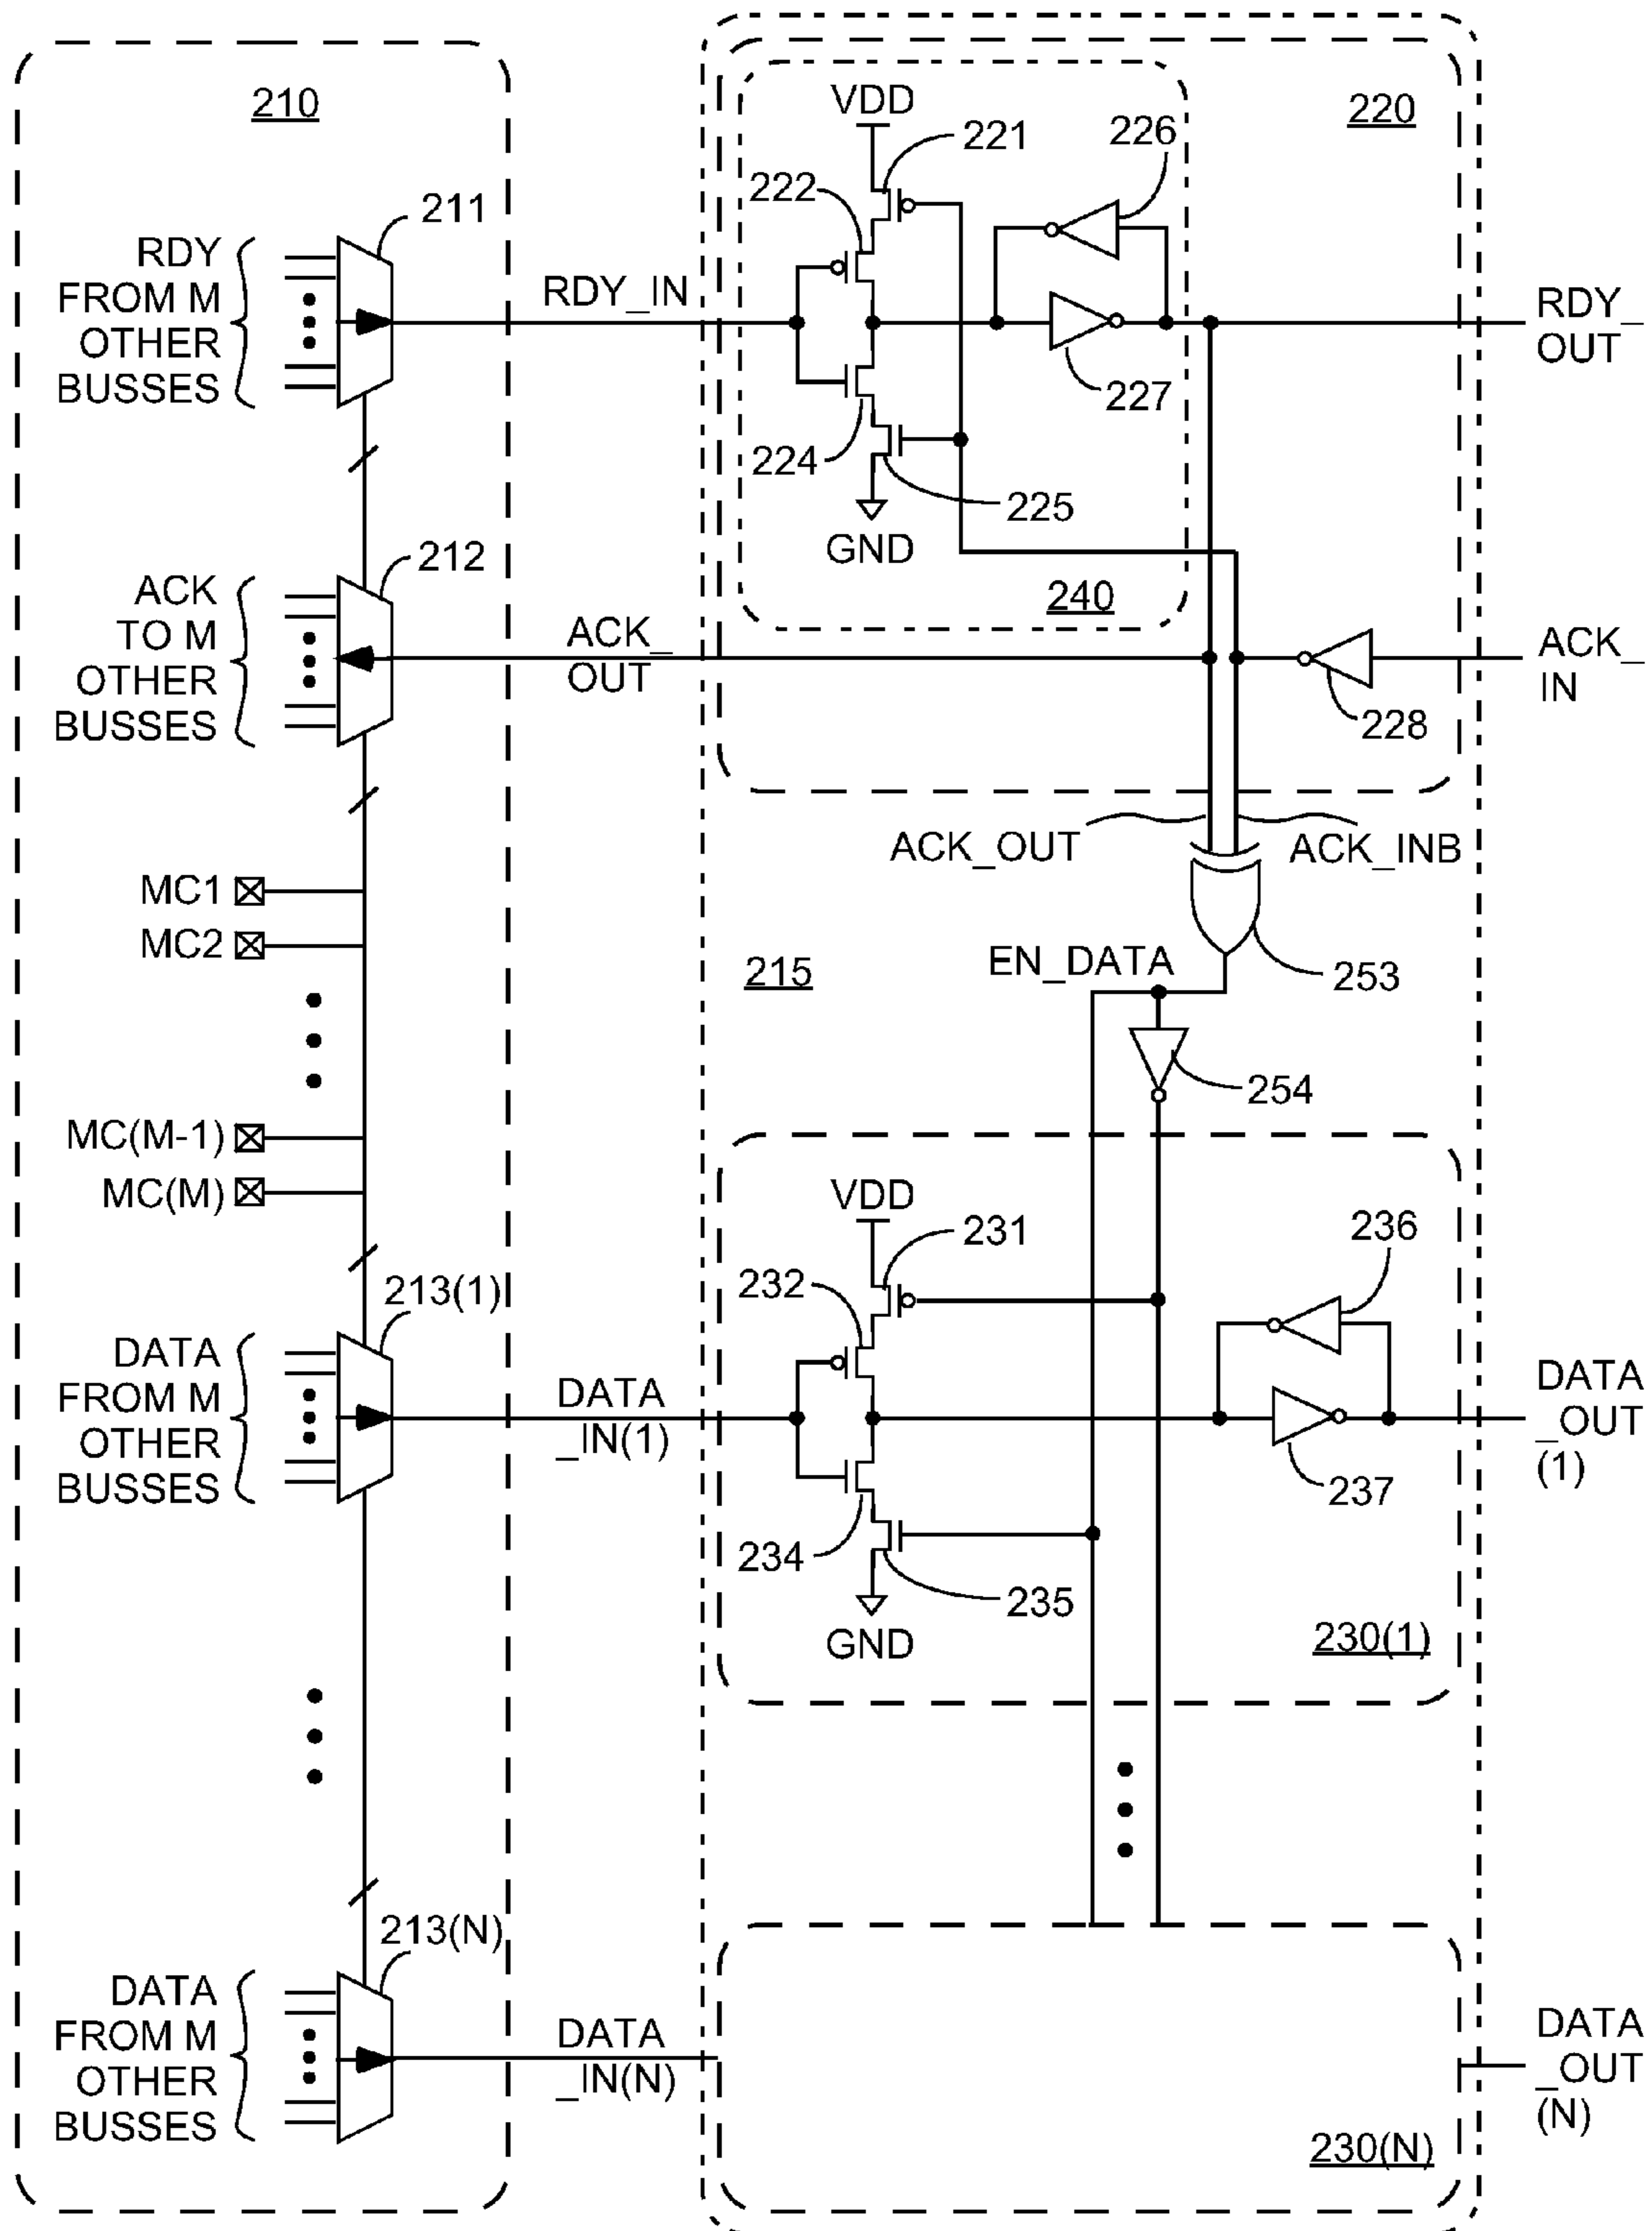 210
RDY
FROM M
OTHER
BUSSES
211
RDY_IN
VDD
221
222
226
227
224
225
GND
240
220
RDY_
OUT
ACK
TO M
OTHER
BUSSES
212
ACK_
OUT
ACK_
IN
228
ACK_OUT
ACK_INB
MC1
MC2
MC(M-1)
MC(M)
215
EN_DATA
253
254
213(1)
DATA
FROM M
OTHER
BUSSES
DATA
_IN(1)
VDD
231
232
236
237
234
235
GND
230(1)
DATA
_OUT
(1)
213(N)
DATA
FROM M
OTHER
BUSSES
DATA
_IN(N)
230(N)
DATA
_OUT
(N)